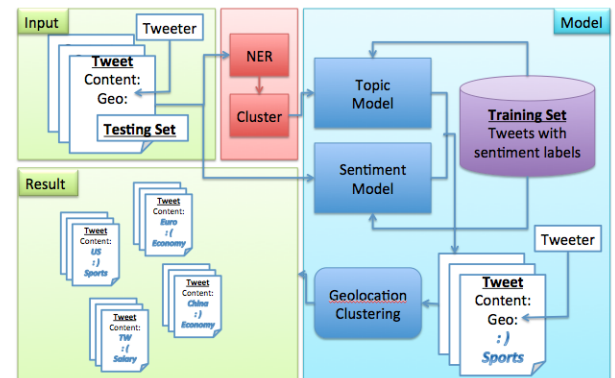 Input
Tweeter
Tweet
Content:
Geo:
Testing Set
NER
Cluster
Model
Topic
Model
Sentiment
Model
Training Set
Tweets with
sentiment labels
Tweeter
Tweet
Content:
Geo:
: )
Sports
Geolocation
Clustering
Result
Tweet
Content:
US
: )
Sports
Tweet
Content:
Euro
: (
Economy
Tweet
Content:
TW
: (
Salary
Tweet
Content:
China
: )
Economy